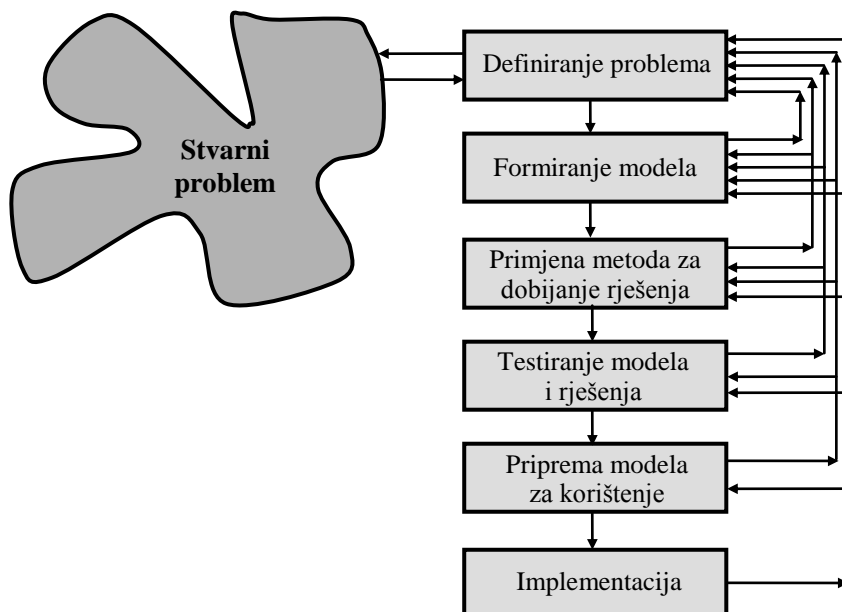 Stvarni
problem
Definiranje problema
Formiranje modela
Primjena metoda za
dobijanje rješenja
Testiranje modela
i rješenja
Priprema modela
za korištenje
Implementacija